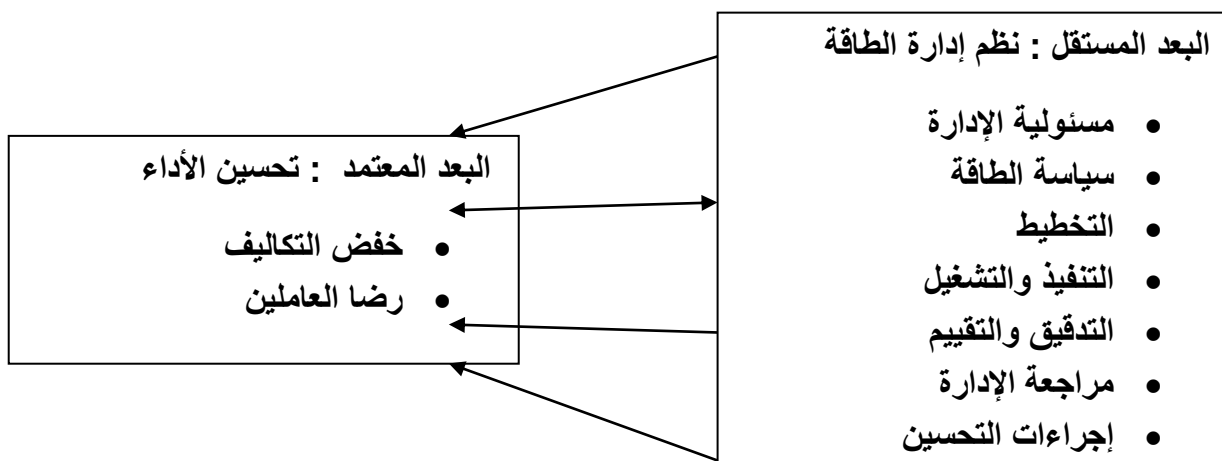 البعد المستقل : نظم إدارة الطاقة
• مسئولية الإدارة
• سياسة الطاقة
• التخطيط
• التنفيذ والتشغيل
• التدقيق والتقييم
• مراجعة الإدارة
• إجراءات التحسين
البعد المعتمد : تحسين الأداء
• خفض التكاليف
• رضا العاملين